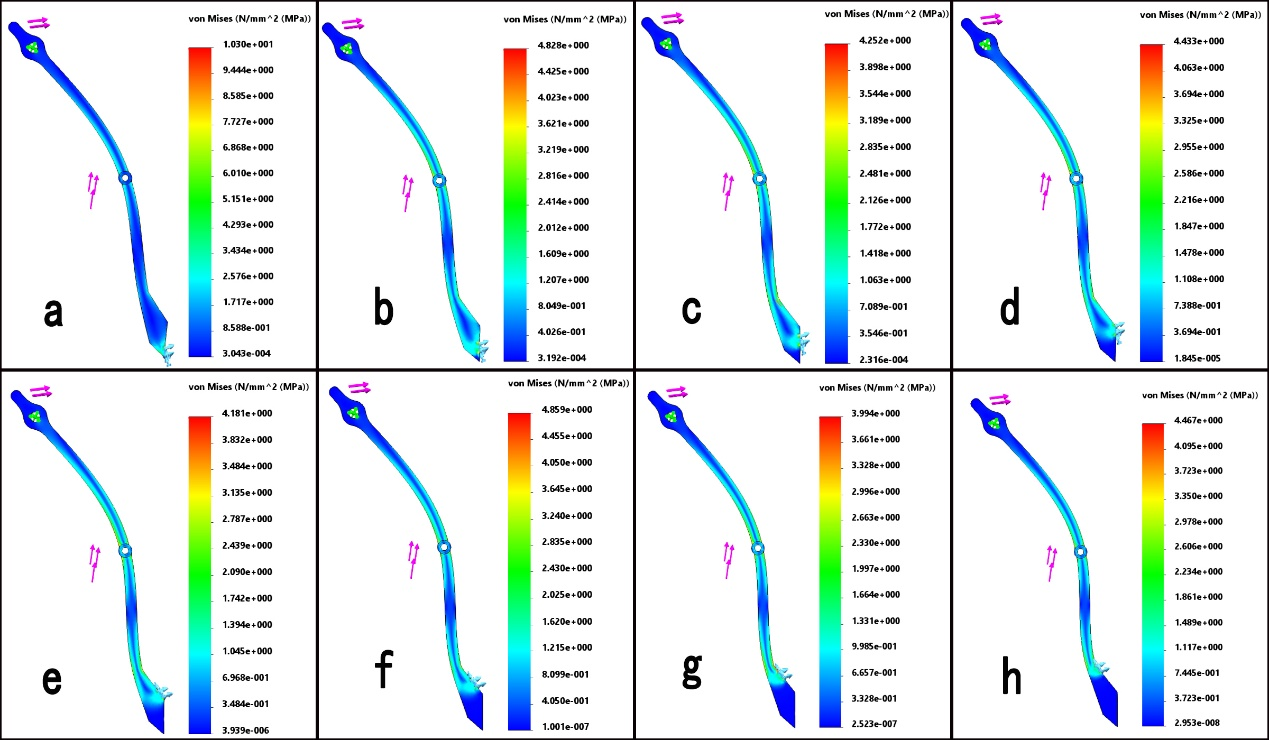 von Mises (N/mm^2 (MPa))
1.030e+001
9.444e+000
8.585e+000
7.727e+000
6.868e+000
6.010e+000
5.151e+000
4.293e+000
3.434e+000
2.576e+000
1.717e+000
8.588e-001
3.043e-004
a
von Mises (N/mm^2 (MPa))
4.828e+000
4.425e+000
4.023e+000
3.621e+000
3.219e+000
2.816e+000
2.414e+000
2.012e+000
1.609e+000
1.207e+000
8.049e-001
4.026e-001
3.192e-004
b
von Mises (N/mm^2 (MPa))
4.252e+000
3.898e+000
3.544e+000
3.189e+000
2.835e+000
2.481e+000
2.126e+000
1.772e+000
1.418e+000
1.063e+000
7.089e-001
3.546e-001
2.316e-004
c
von Mises (N/mm^2 (MPa))
4.433e+000
4.063e+000
3.694e+000
3.325e+000
2.955e+000
2.586e+000
2.216e+000
1.847e+000
1.478e+000
1.108e+000
7.388e-001
3.694e-001
1.845e-005
d
von Mises (N/mm^2 (MPa))
4.181e+000
3.832e+000
3.484e+000
3.135e+000
2.787e+000
2.439e+000
2.090e+000
1.742e+000
1.394e+000
1.045e+000
6.968e-001
3.484e-001
3.939e-006
e
von Mises (N/mm^2 (MPa))
4.859e+000
4.455e+000
4.050e+000
3.645e+000
3.240e+000
2.835e+000
2.430e+000
2.025e+000
1.620e+000
1.215e+000
8.099e-001
4.050e-001
1.001e-007
f
von Mises (N/mm^2 (MPa))
3.994e+000
3.661e+000
3.328e+000
2.996e+000
2.663e+000
2.330e+000
1.997e+000
1.664e+000
1.331e+000
9.985e-001
6.657e-001
3.328e-001
2.523e-007
g
von Mises (N/mm^2 (MPa))
4.467e+000
4.095e+000
3.723e+000
3.350e+000
2.978e+000
2.606e+000
2.234e+000
1.861e+000
1.489e+000
1.117e+000
7.445e-001
3.723e-001
2.953e-008
h